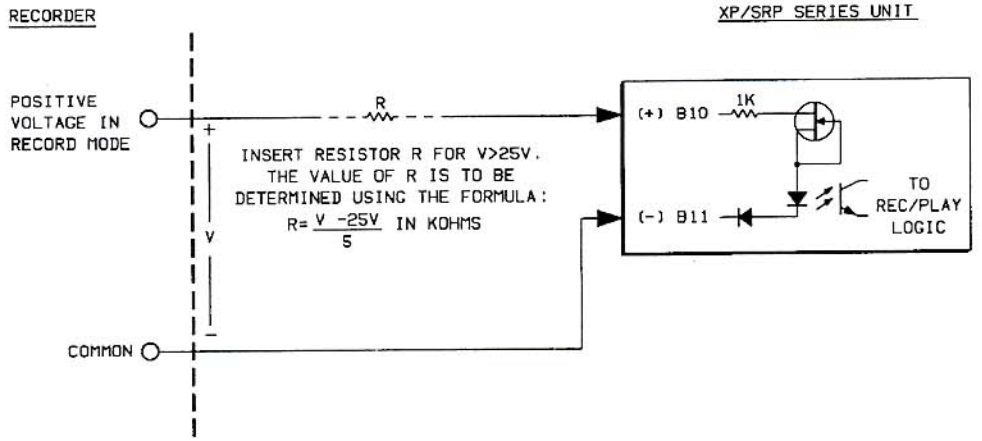 RECORDER
XP/SRP SERIES UNIT
POSITIVE
VOLTAGE IN
RECORD MODE
+
R
INSERT RESISTOR R FOR V>25V.
THE VALUE OF R IS TO BE
DETERMINED USING THE FORMULA:
R= V -25V IN KOHMS
5
V
−
(+) B10
1K
(-) B11
TO
REC/PLAY
LOGIC
COMMON